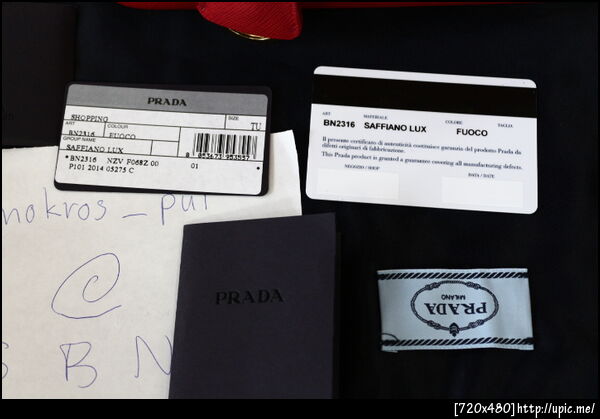 PRADA
SHOPPING
ART COLOUR SIZE
BN2316 FUOCO TU
GROUP NAME
SAFFIANO LUX
•BN2316 NZV F068Z 00 01 •
P101 2014 05275 C
ART MATERIALE COLORE TAGLIA
BN2316 SAFFIANO LUX FUOCO
Il presente certificato di autenticità costituisce garanzia del prodotto Prada da
difetti originari di fabbricazione.
This Prada product is granted a guarantee covering all manufacturing defects.
NEGOZIO / SHOP DATA / DATE
nokros_pui
C
S B N
PRADA
PRADA
MILANO
[720x480]http://upic.me/